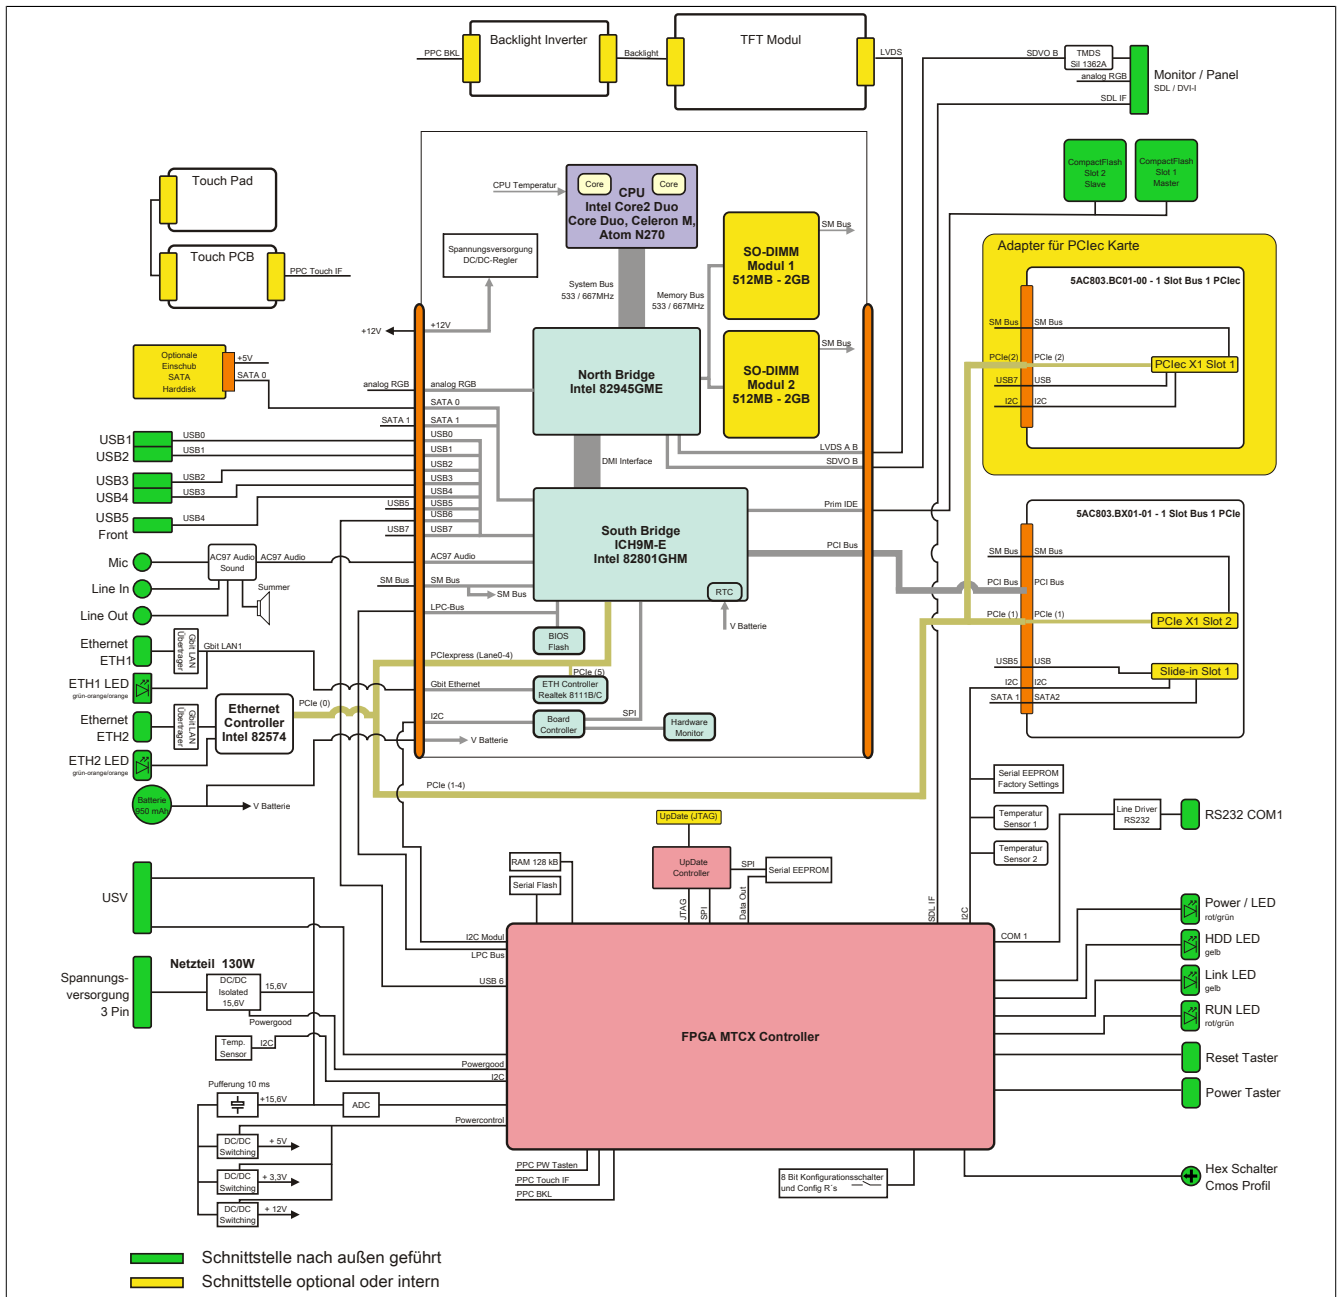 PPC BKL
Backlight Inverter
Backlight
TFT Modul
LVDS
SDVO B
TMDS
Sil 1362A
analog RGB
SDL IF
Monitor / Panel
SDL / DVI-I
CompactFlash
Slot 2
Slave
CompactFlash
Slot 1
Master
Touch Pad
Touch PCB
PPC Touch IF
CPU Temperatur
Core
Core
CPU
Intel Core2 Duo
Core Duo, Celeron M,
Atom N270
Spannungsversorgung
DC/DC-Regler
System Bus
533 / 667MHz
Memory Bus
533 / 667MHz
SO-DIMM
Modul 1
512MB - 2GB
SM Bus
SO-DIMM
Modul 2
512MB - 2GB
SM Bus
Adapter für PCIec Karte
5AC803.BC01-00 - 1 Slot Bus 1 PCIec
SM Bus
SM Bus
PCIe(2)
PCIe (2)
PCIec X1 Slot 1
USB7
USB
I2C
I2C
+12V
+12V
Optionale
Einschub
SATA
Harddisk
+5V
SATA 0
North Bridge
Intel 82945GME
analog RGB
analog RGB
SATA 0
SATA 1
SATA 1
USB0
USB1
USB2
USB3
USB4
USB5
USB5
USB6
USB7
USB7
LVDS A B
SDVO B
DMI Interface
USB1
USB0
USB2
USB1
USB3
USB2
USB4
USB3
USB5
Front
USB4
South Bridge
ICH9M-E
Intel 82801GHM
Prim IDE
PCI Bus
RTC
V Batterie
Mic
AC97 Audio
Sound
AC97 Audio
AC97 Audio
Line In
Summer
Line Out
SM Bus
SM Bus
SM Bus
LPC-Bus
BIOS
Flash
PCIexpress (Lane0-4)
PCIe (5)
Ethernet
ETH1
Gbit LAN
Übertrager
Gbit LAN1
Gbit Ethernet
ETH Controller
Realtek 8111B/C
ETH1 LED
grün-orange/orange
Ethernet
ETH2
Gbit LAN
Übertrager
Ethernet
Controller
Intel 82574
PCIe (0)
I2C
Board
Controller
SPI
Hardware
Monitor
V Batterie
ETH2 LED
grün-orange/orange
Batterie
950 mAh
V Batterie
PCIe (1-4)
5AC803.BX01-01 - 1 Slot Bus 1 PCIe
SM Bus
SM Bus
PCI Bus
PCI Bus
PCIe (1)
PCIe (1)
PCIe X1 Slot 2
USB5
USB
Slide-in Slot 1
I2C
I2C
SATA 1
SATA2
Serial EEPROM
Factory Settings
Temperatur
Sensor 1
Temperatur
Sensor 2
Line Driver
RS232
RS232 COM1
UpDate (JTAG)
UpDate
Controller
SPI
Serial EEPROM
RAM 128 kB
Serial Flash
JTAG
SPI
Data Out
SDL IF
I2C
USV
I2C Modul
LPC Bus
USB 6
COM 1
Power / LED
rot/grün
HDD LED
gelb
Link LED
gelb
RUN LED
rot/grün
Reset Taster
Power Taster
Netzteil 130W
Spannungs-
versorgung
3 Pin
DC/DC
Isolated
15,6V
15,6V
Powergood
Temp.
Sensor
I2C
FPGA MTCX Controller
Powergood
I2C
Pufferung 10 ms
+15,6V
ADC
Powercontrol
DC/DC
Switching
+ 5V
DC/DC
Switching
+ 3,3V
DC/DC
Switching
+ 12V
PPC PW Tasten
PPC Touch IF
PPC BKL
8 Bit Konfigurationsschalter
und Config R´s
Hex Schalter
Cmos Profil
Schnittstelle nach außen geführt
Schnittstelle optional oder intern